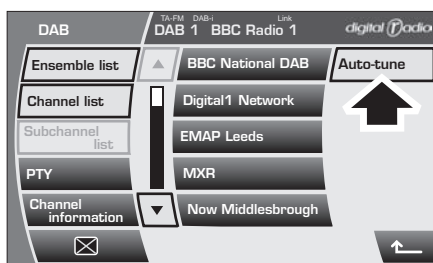 DAB
TA-FM DAB-i Link
DAB 1 BBC Radio 1
digital radio
Ensemble list
Channel list
Subchannel
list
PTY
Channel
information
BBC National DAB
Digital1 Network
EMAP Leeds
MXR
Now Middlesbrough
Auto-tune